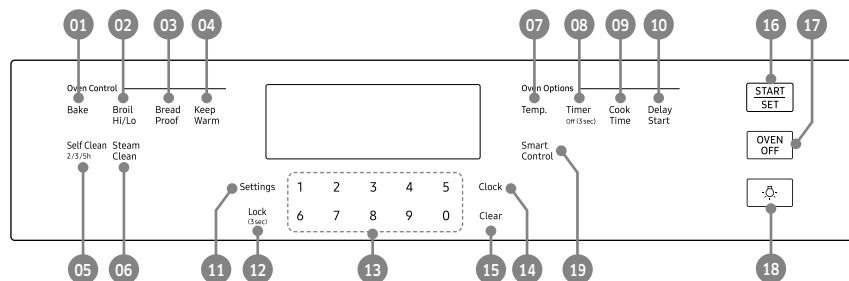 01 02 03 04 07 08 09 10 16 17
Oven Control
Oven Options
Bake
Broil
Hi/Lo
Bread
Proof
Keep
Warm
Temp.
Timer
Off (3 sec)
Cook
Time
Delay
Start
START
SET
Self Clean
2/3/5h
Steam
Clean
Smart
Control
OVEN
OFF
Settings
1 2 3 4 5
Clock
Lock
(3 sec)
6 7 8 9 0
Clear
05 06 11 12 13 15 14 19 18